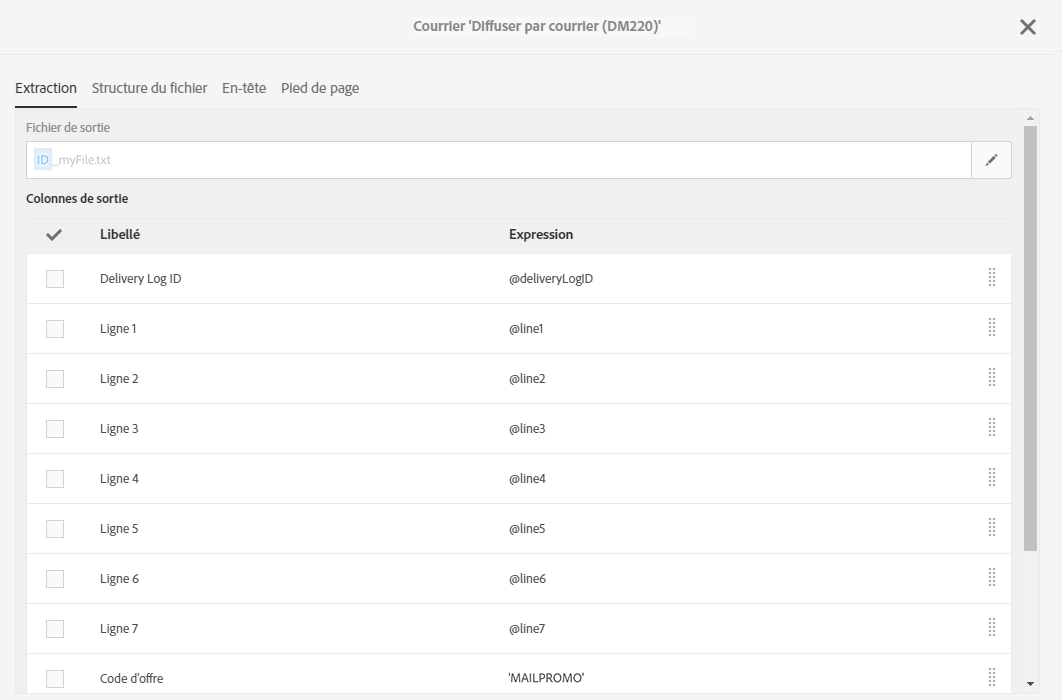 Courrier 'Diffuser par courrier (DM220)'
Extraction Structure du fichier En-tête Pied de page
Fichier de sortie
ID _myFile.txt
Colonnes de sortie
Libellé Expression
Delivery Log ID @deliveryLogID
Ligne 1 @line1
Ligne 2 @line2
Ligne 3 @line3
Ligne 4 @line4
Ligne 5 @line5
Ligne 6 @line6
Ligne 7 @line7
Code d'offre 'MAILPROMO'